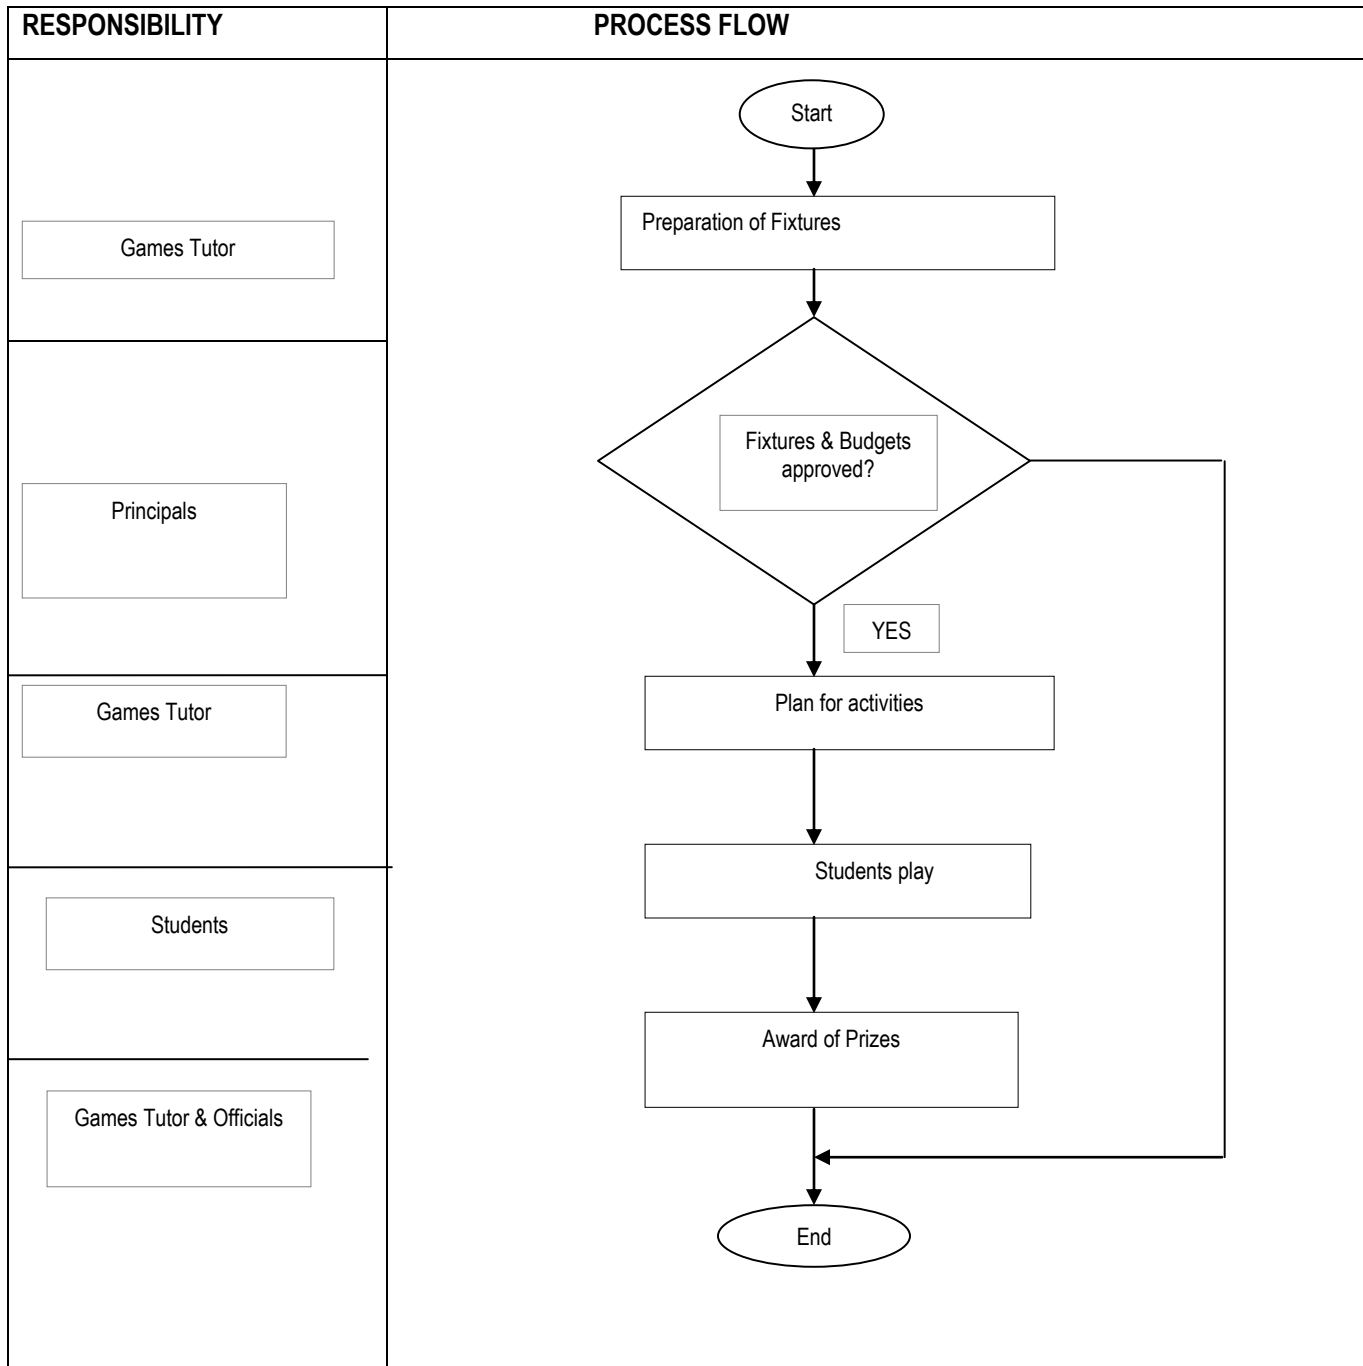 RESPONSIBILITY
PROCESS FLOW
Start
Preparation of Fixtures
Games Tutor
Fixtures & Budgets
approved?
Principals
YES
Games Tutor
Plan for activities
Students play
Students
Award of Prizes
Games Tutor & Officials
End